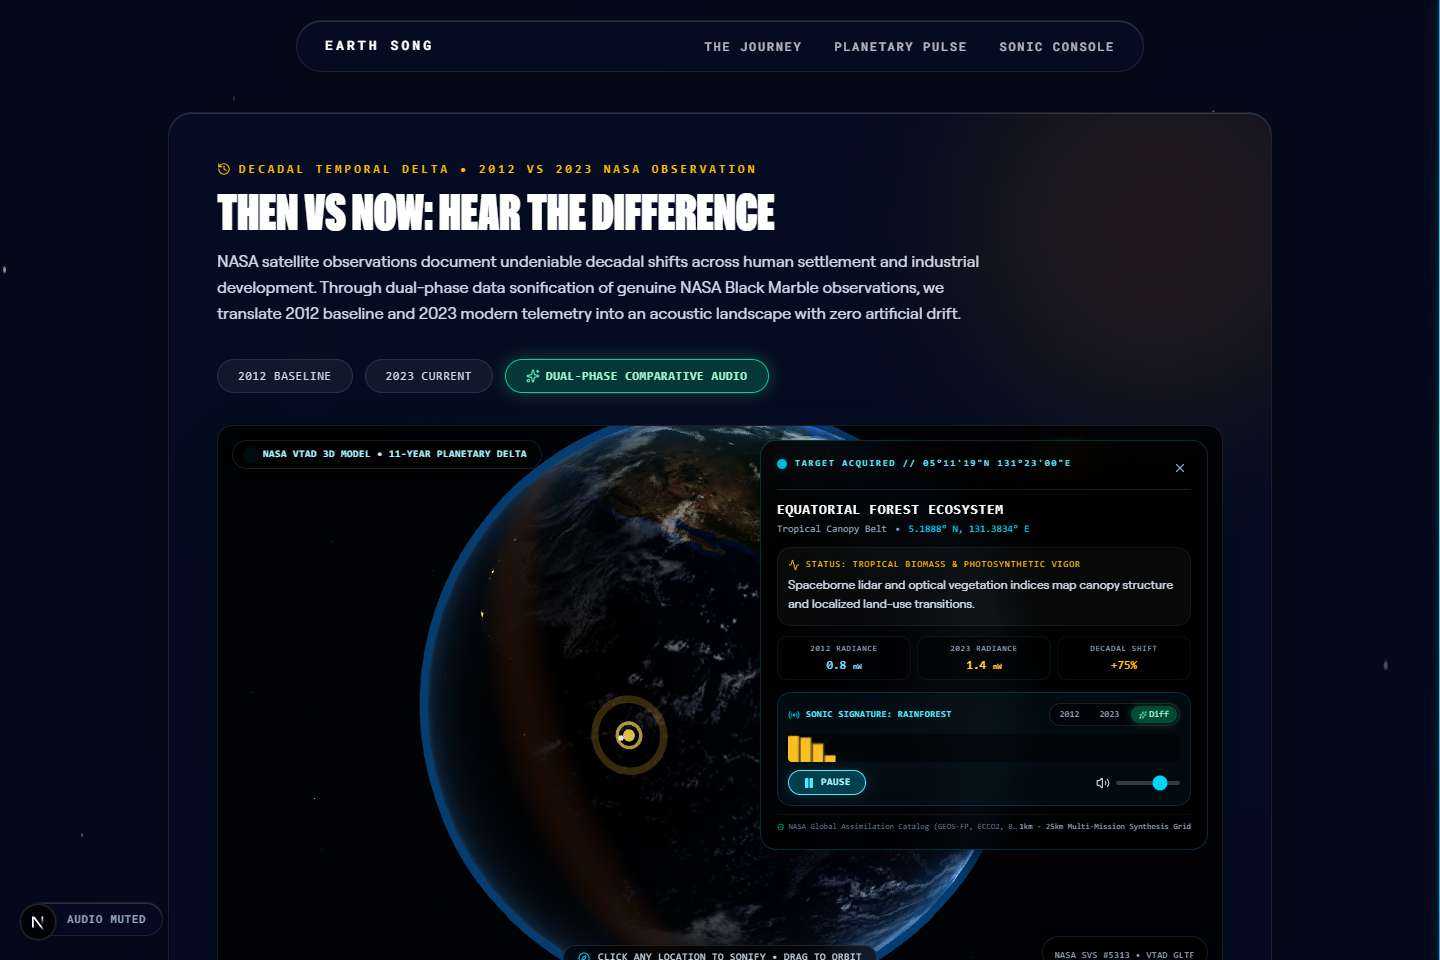 EARTH SONG
THE JOURNEY
PLANETARY PULSE
SONIC CONSOLE
DECADAL TEMPORAL DELTA • 2012 VS 2023 NASA OBSERVATION
THEN VS NOW: HEAR THE DIFFERENCE
NASA satellite observations document undeniable decadal shifts across human settlement and industrial
development. Through dual-phase data sonification of genuine NASA Black Marble observations, we
translate 2012 baseline and 2023 modern telemetry into an acoustic landscape with zero artificial drift.
2012 BASELINE
2023 CURRENT
DUAL-PHASE COMPARATIVE AUDIO
NASA VTAD 3D MODEL • 11-YEAR PLANETARY DELTA
TARGET ACQUIRED // 05°11'19"N 131°23'00"E
EQUATORIAL FOREST ECOSYSTEM
Tropical Canopy Belt • 5.1888° N, 131.3834° E
STATUS: TROPICAL BIOMASS & PHOTOSYNTHETIC VIGOR
Spaceborne lidar and optical vegetation indices map canopy structure
and localized land-use transitions.
2012 RADIANCE
0.8 nW
2023 RADIANCE
1.4 nW
DECADAL SHIFT
+75%
SONIC SIGNATURE: RAINFOREST
2012
2023
Diff
PAUSE
NASA Global Assimilation Catalog (GEOS-FP, ECCO2, B…
1km - 25km Multi-Mission Synthesis Grid
N
AUDIO MUTED
CLICK ANY LOCATION TO SONIFY • DRAG TO ORBIT
NASA SVS #5313 • VTAD GLTF